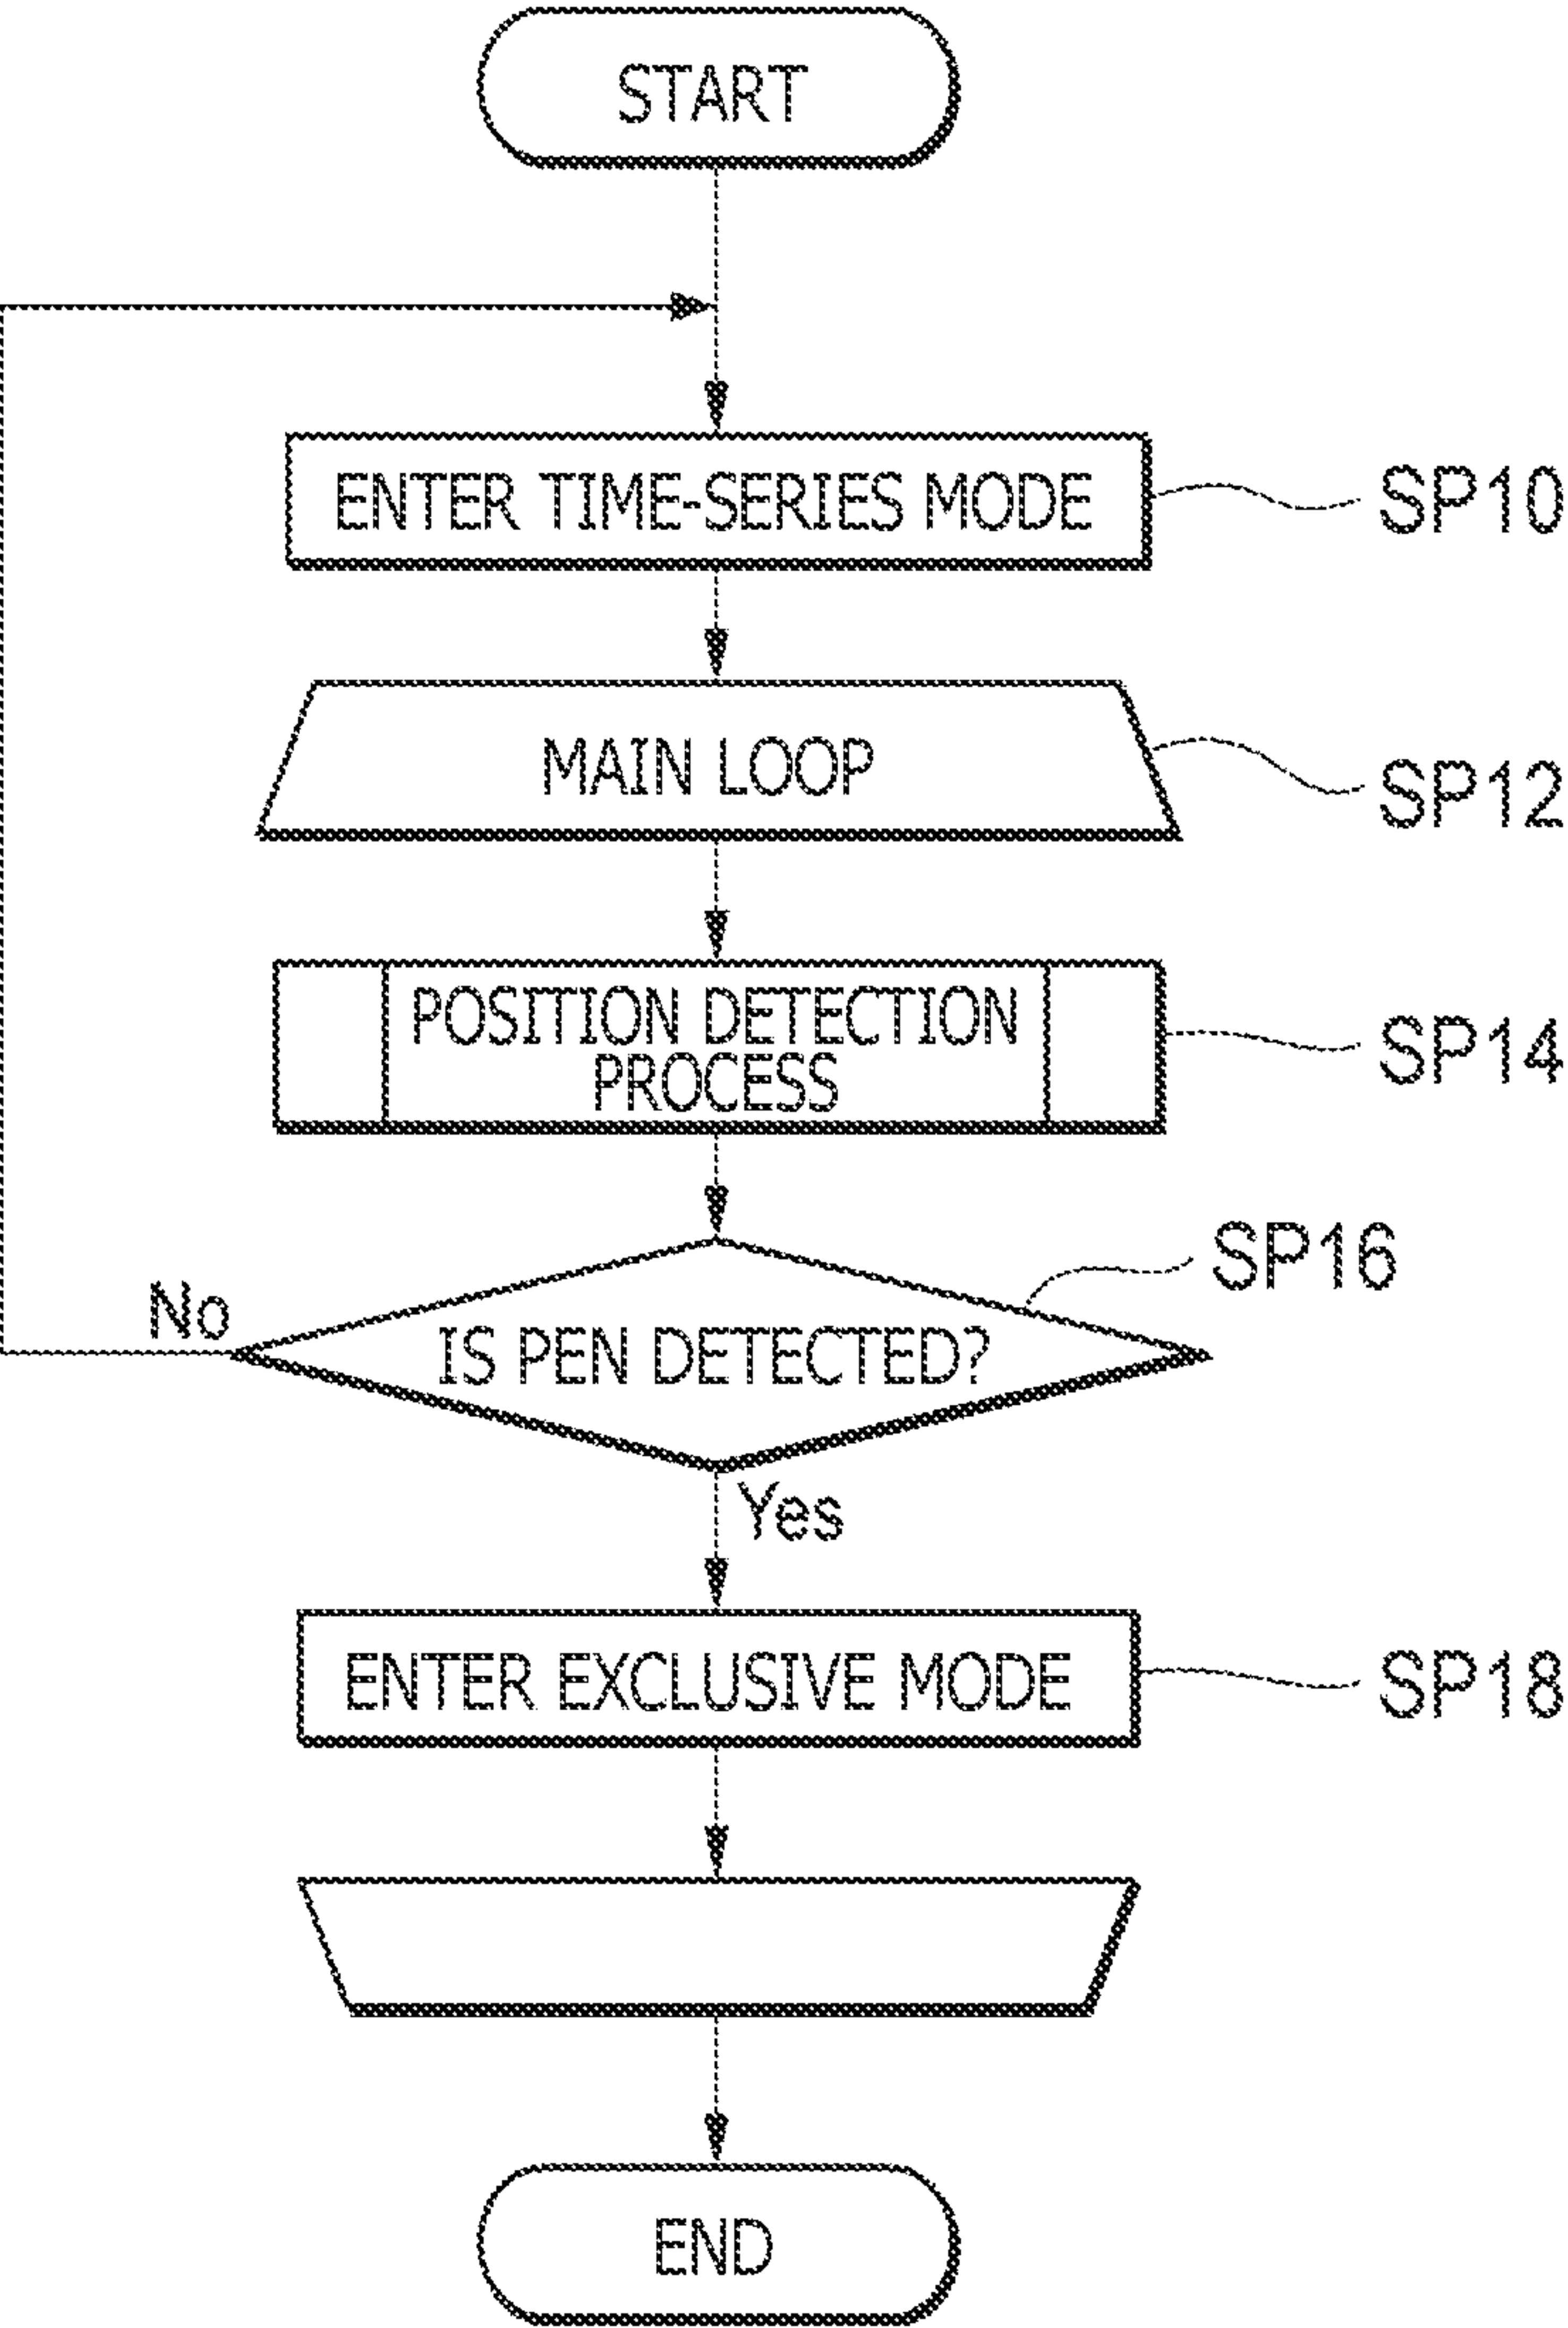 START
ENTER TIME-SERIES MODE
SP10
MAIN LOOP
SP12
POSITION DETECTION
PROCESS
SP14
SP16
No
IS PEN DETECTED?
Yes
ENTER EXCLUSIVE MODE
SP18
END